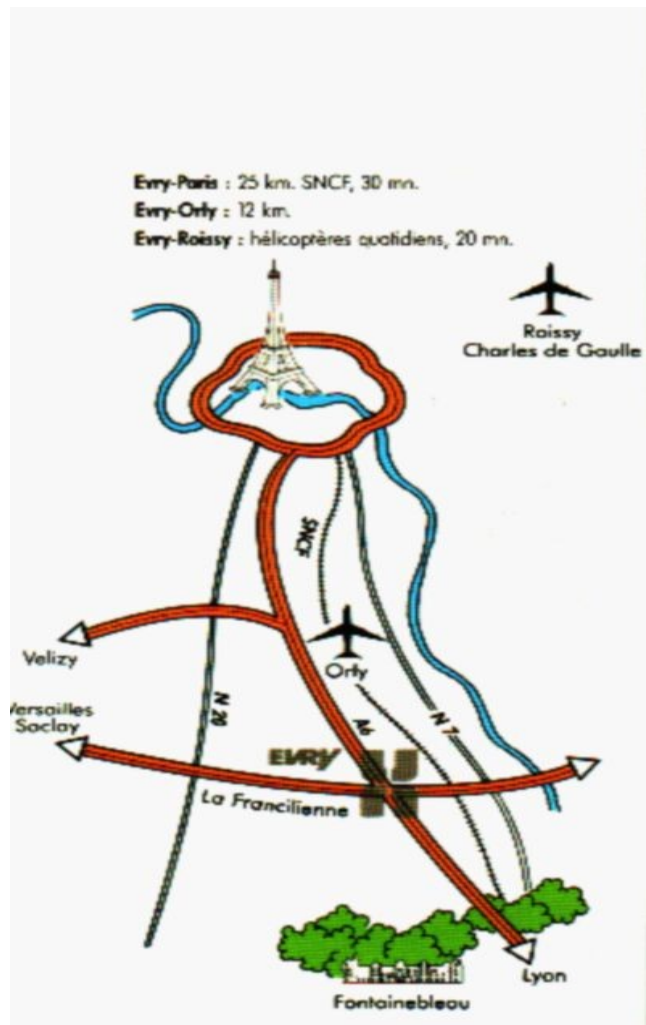 Evry-Paris : 25 km. SNCF, 30 mn.
Evry-Orly : 12 km.
Evry-Roissy : hélicoptères quotidiens, 20 mn.
Roissy
Charles de Gaulle
SNCF
Orly
Velizy
Versailles
Saclay
N 20
A6
N 7
EVRY
La Francilienne
Lyon
Fontainebleau